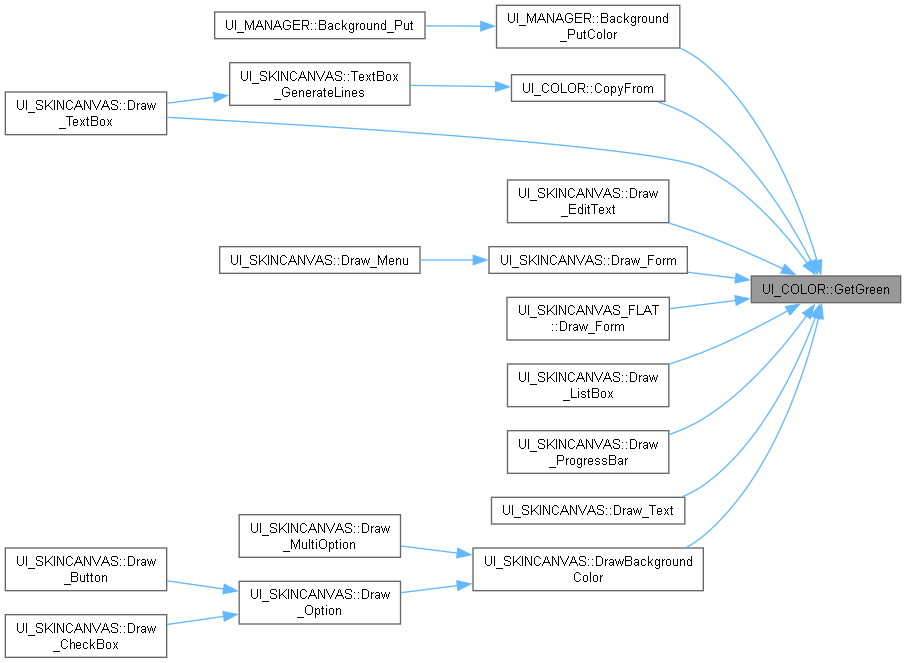 UI_MANAGER::Background_Put
UI_MANAGER::Background
_PutColor
UI_SKINCANVAS::TextBox
_GenerateLines
UI_COLOR::CopyFrom
UI_SKINCANVAS::Draw
_TextBox
UI_SKINCANVAS::Draw
_EditText
UI_SKINCANVAS::Draw_Menu
UI_SKINCANVAS::Draw_Form
UI_COLOR::GetGreen
UI_SKINCANVAS_FLAT
::Draw_Form
UI_SKINCANVAS::Draw
_ListBox
UI_SKINCANVAS::Draw
_ProgressBar
UI_SKINCANVAS::Draw_Text
UI_SKINCANVAS::Draw
_MultiOption
UI_SKINCANVAS::DrawBackground
Color
UI_SKINCANVAS::Draw
_Button
UI_SKINCANVAS::Draw
_Option
UI_SKINCANVAS::Draw
_CheckBox